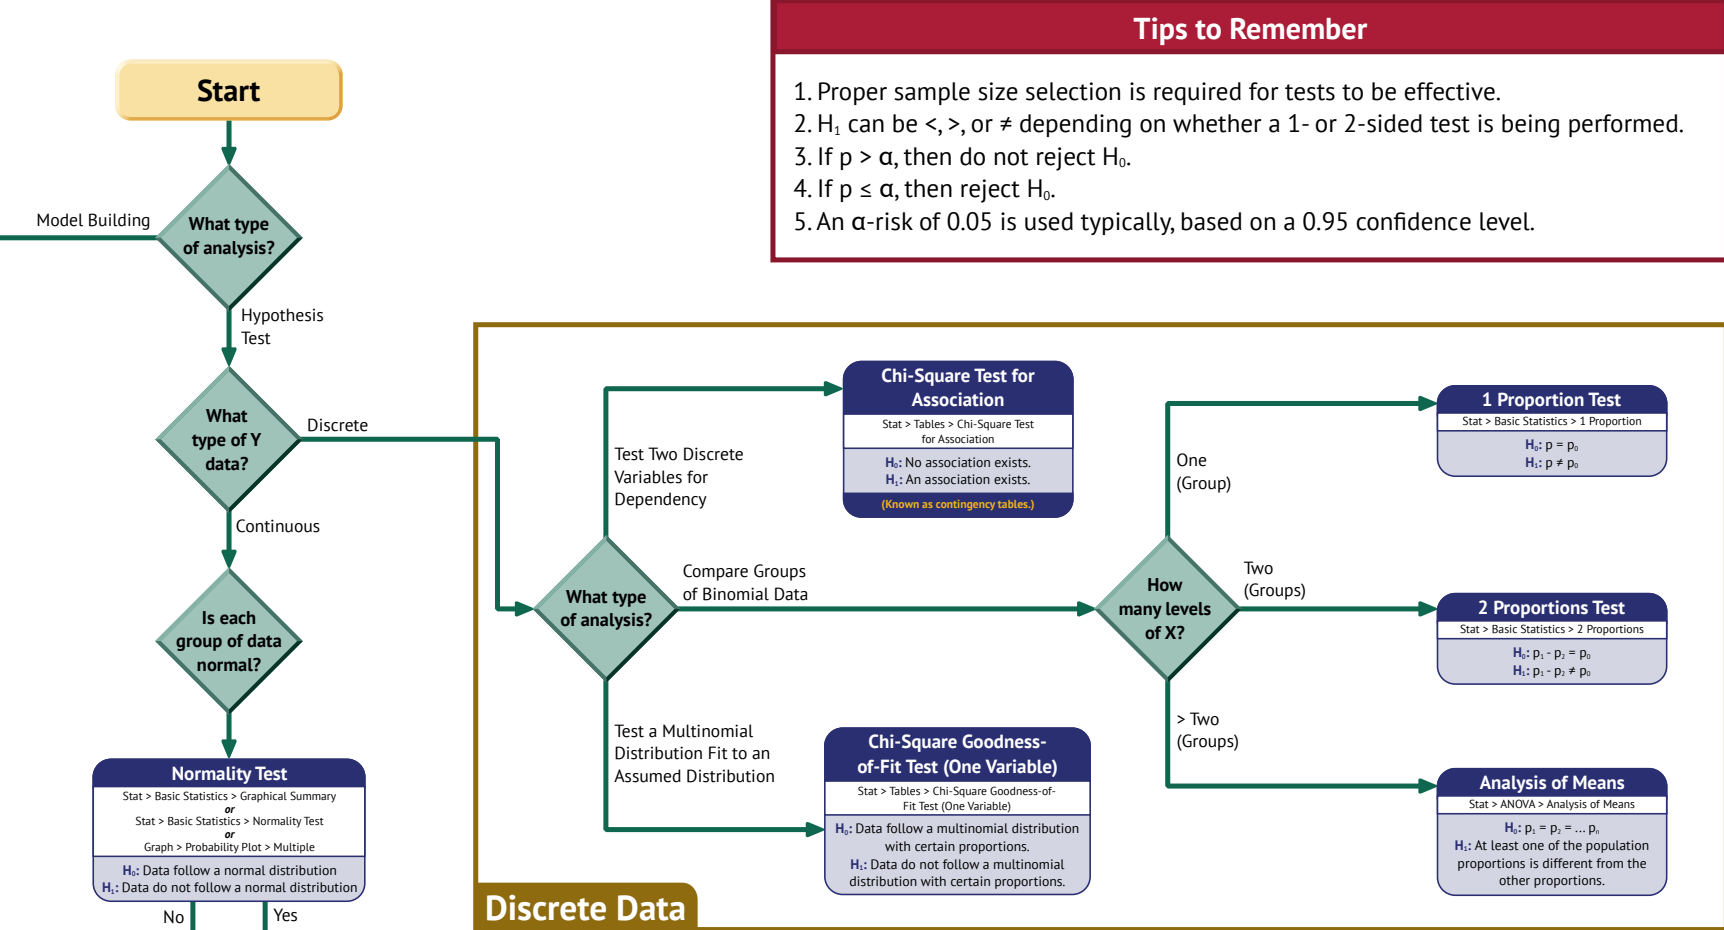 Tips to Remember
1. Proper sample size selection is required for tests to be effective.
2. H₁ can be <, >, or ≠ depending on whether a 1- or 2-sided test is being performed.
3. If p > α, then do not reject H₀.
4. If p ≤ α, then reject H₀.
5. An α-risk of 0.05 is used typically, based on a 0.95 confidence level.
Start
Model Building
What type
of analysis?
Hypothesis
Test
What
type of Y
data?
Discrete
Continuous
Is each
group of data
normal?
Normality Test
Stat > Basic Statistics > Graphical Summary
or
Stat > Basic Statistics > Normality Test
or
Graph > Probability Plot > Multiple
H₀: Data follow a normal distribution
H₁: Data do not follow a normal distribution
No
Yes
What type
of analysis?
Test Two Discrete
Variables for
Dependency
Chi-Square Test for
Association
Stat > Tables > Chi-Square Test
for Association
H₀: No association exists.
H₁: An association exists.
(Known as contingency tables.)
Compare Groups
of Binomial Data
Test a Multinomial
Distribution Fit to an
Assumed Distribution
Chi-Square Goodness-
of-Fit Test (One Variable)
Stat > Tables > Chi-Square Goodness-of-
Fit Test (One Variable)
H₀: Data follow a multinomial distribution
with certain proportions.
H₁: Data do not follow a multinomial
distribution with certain proportions.
How
many levels
of X?
One
(Group)
1 Proportion Test
Stat > Basic Statistics > 1 Proportion
H₀: p = p₀
H₁: p ≠ p₀
Two
(Groups)
2 Proportions Test
Stat > Basic Statistics > 2 Proportions
H₀: p₁ - p₂ = p₀
H₁: p₁ - p₂ ≠ p₀
> Two
(Groups)
Analysis of Means
Stat > ANOVA > Analysis of Means
H₀: p₁ = p₂ = ... pₙ
H₁: At least one of the population
proportions is different from the
other proportions.
Discrete Data